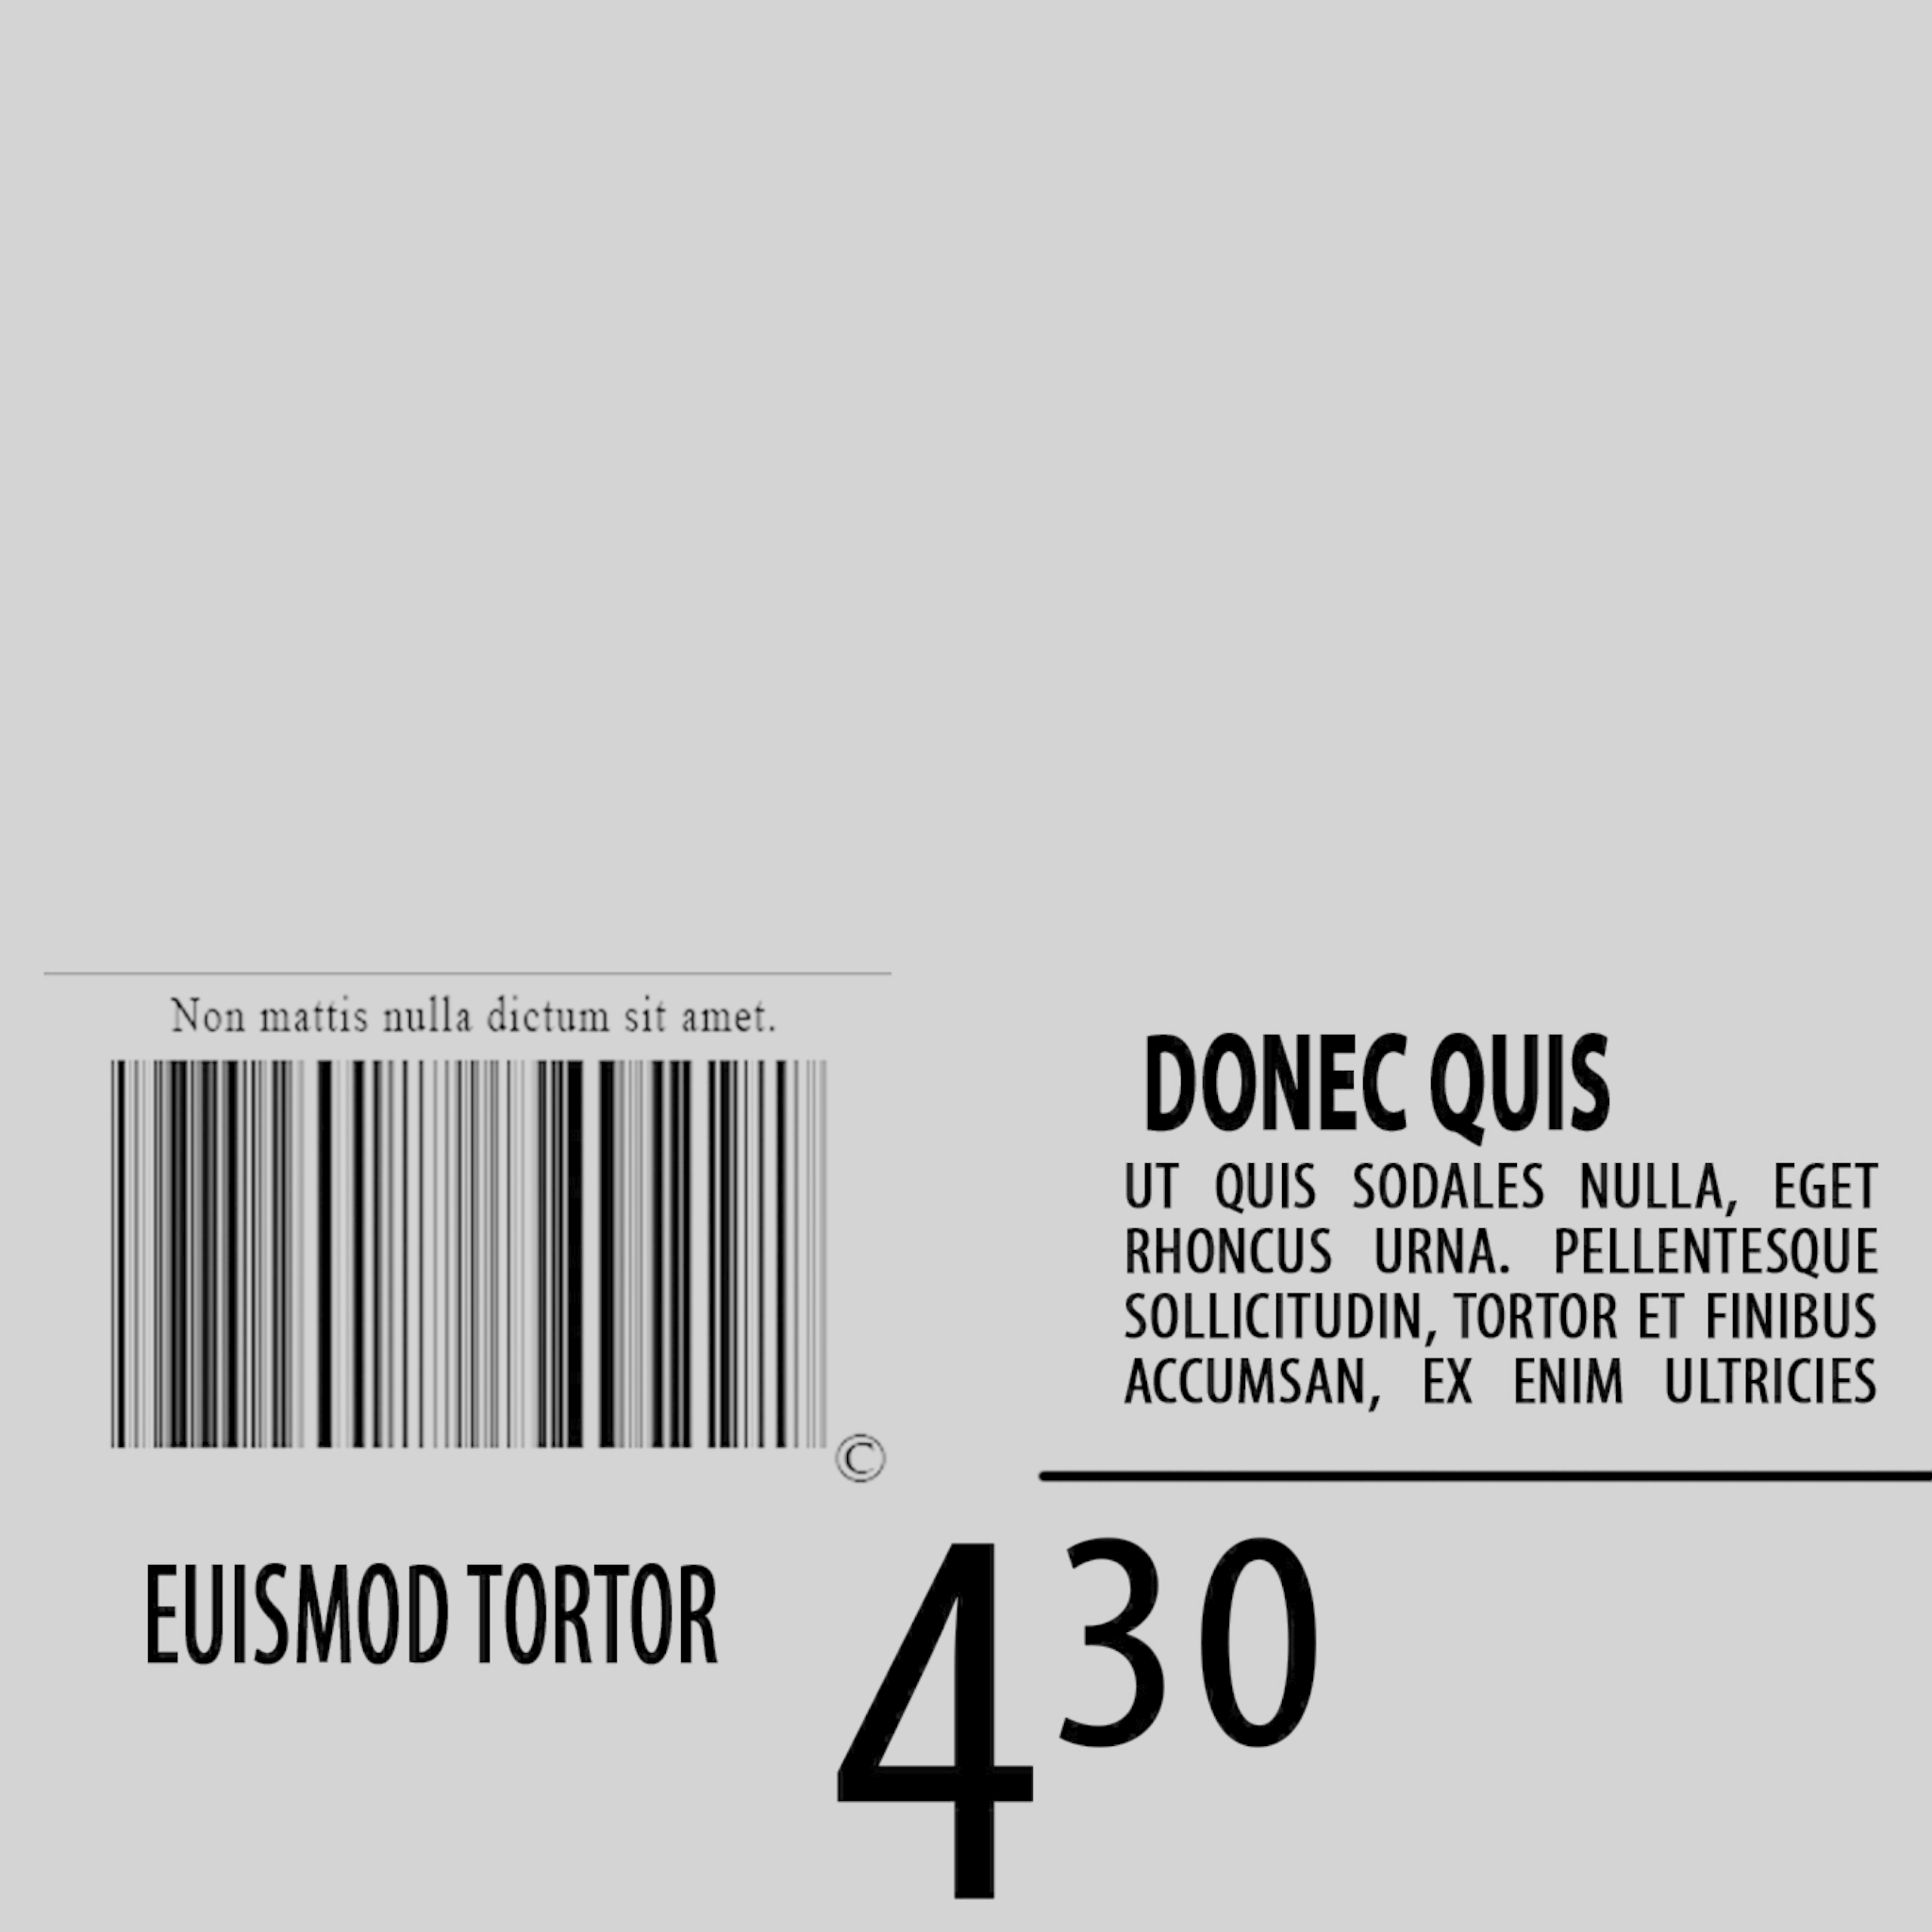 Non mattis nulla dictum sit amet.
©
EUISMOD TORTOR
DONEC QUIS
UT QUIS SODALES NULLA, EGET
RHONCUS URNA. PELLENTESQUE
SOLLICITUDIN, TORTOR ET FINIBUS
ACCUMSAN, EX ENIM ULTRICIES
430